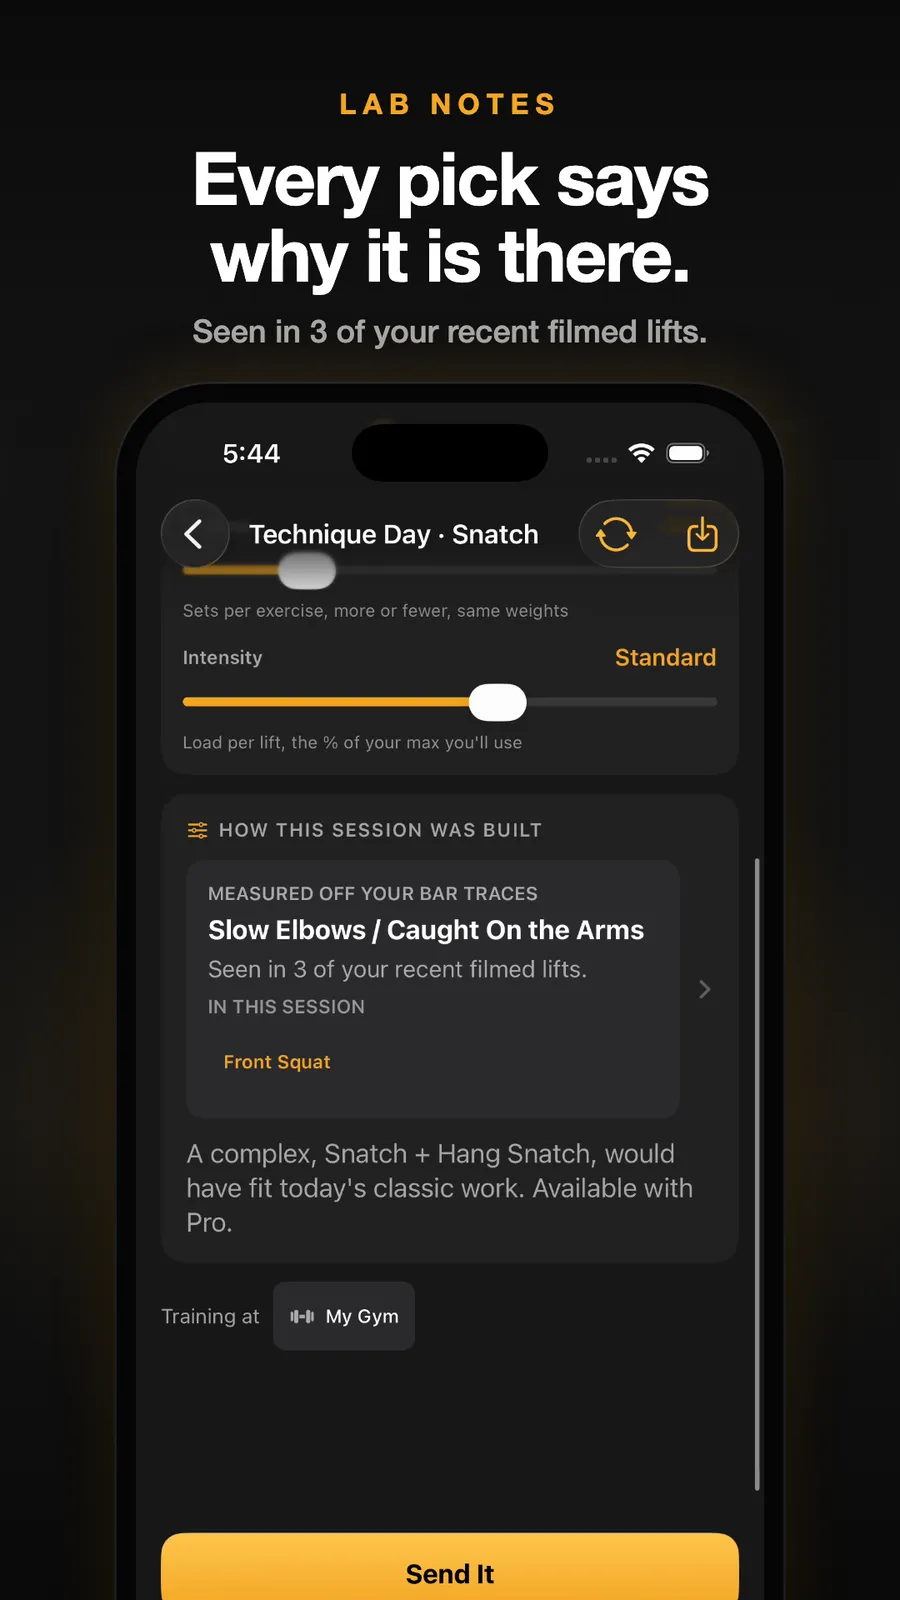 LAB NOTES
Every pick says
why it is there.
Seen in 3 of your recent filmed lifts.
5:44
Technique Day · Snatch
Sets per exercise, more or fewer, same weights
Intensity
Standard
Load per lift, the % of your max you'll use
HOW THIS SESSION WAS BUILT
MEASURED OFF YOUR BAR TRACES
Slow Elbows / Caught On the Arms
Seen in 3 of your recent filmed lifts.
IN THIS SESSION
Front Squat
A complex, Snatch + Hang Snatch, would
have fit today's classic work. Available with
Pro.
Training at
My Gym
Send It